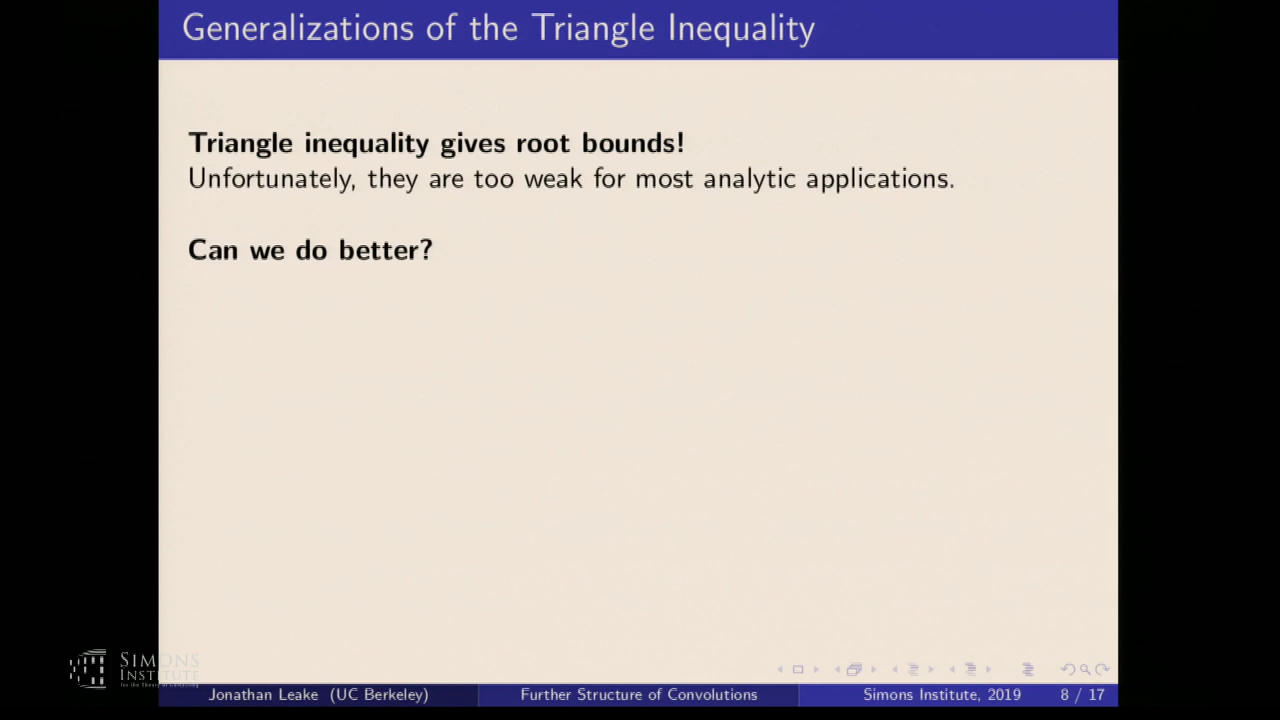 Generalizations of the Triangle Inequality
Triangle inequality gives root bounds!
Unfortunately, they are too weak for most analytic applications.
Can we do better?
SIMONS
INSTITUTE
Jonathan Leake (UC Berkeley)
Further Structure of Convolutions
Simons Institute, 2019
8 / 17